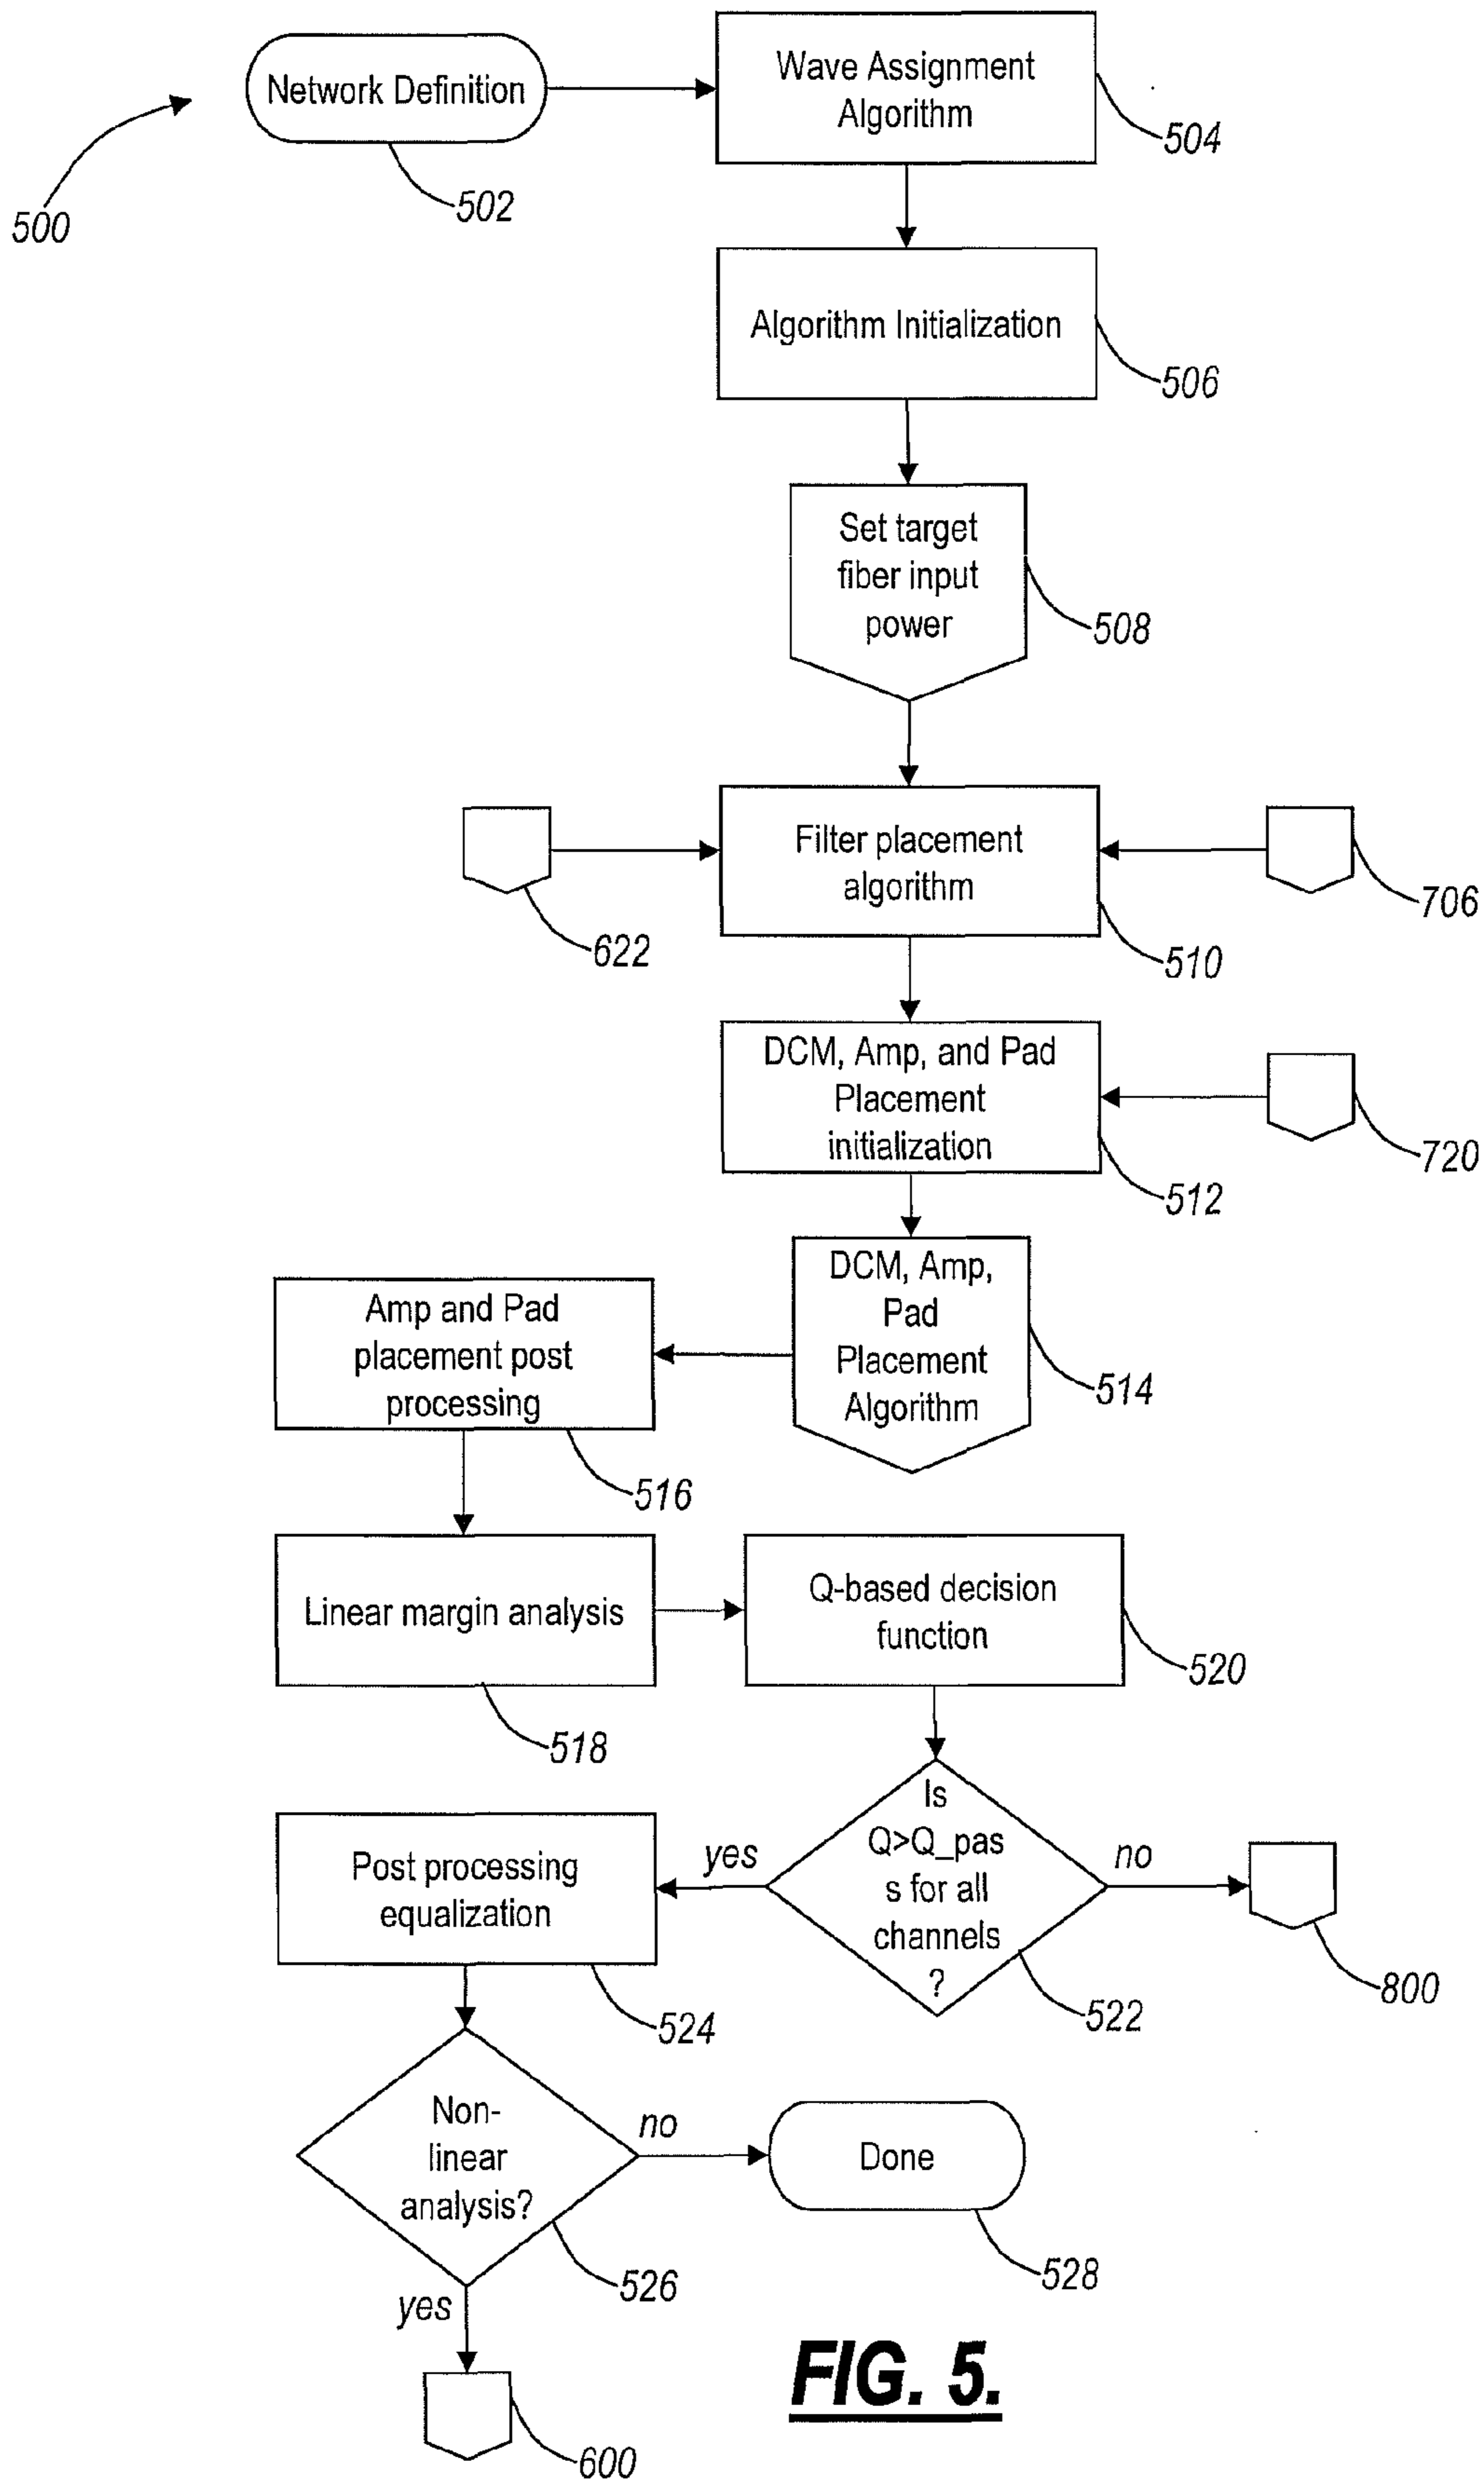 Network Definition
502
500
Wave Assignment
Algorithm
504
Algorithm Initialization
506
Set target
fiber input
power
508
622
Filter placement
algorithm
510
706
DCM, Amp, and Pad
Placement
initialization
512
720
DCM, Amp,
Pad
Placement
Algorithm
514
Amp and Pad
placement post
processing
516
Linear margin analysis
518
Q-based decision
function
520
Is
Q>Q_pas
s for all
channels
?
522
yes
no
800
Post processing
equalization
524
Non-
linear
analysis?
526
no
Done
528
yes
600
FIG. 5.